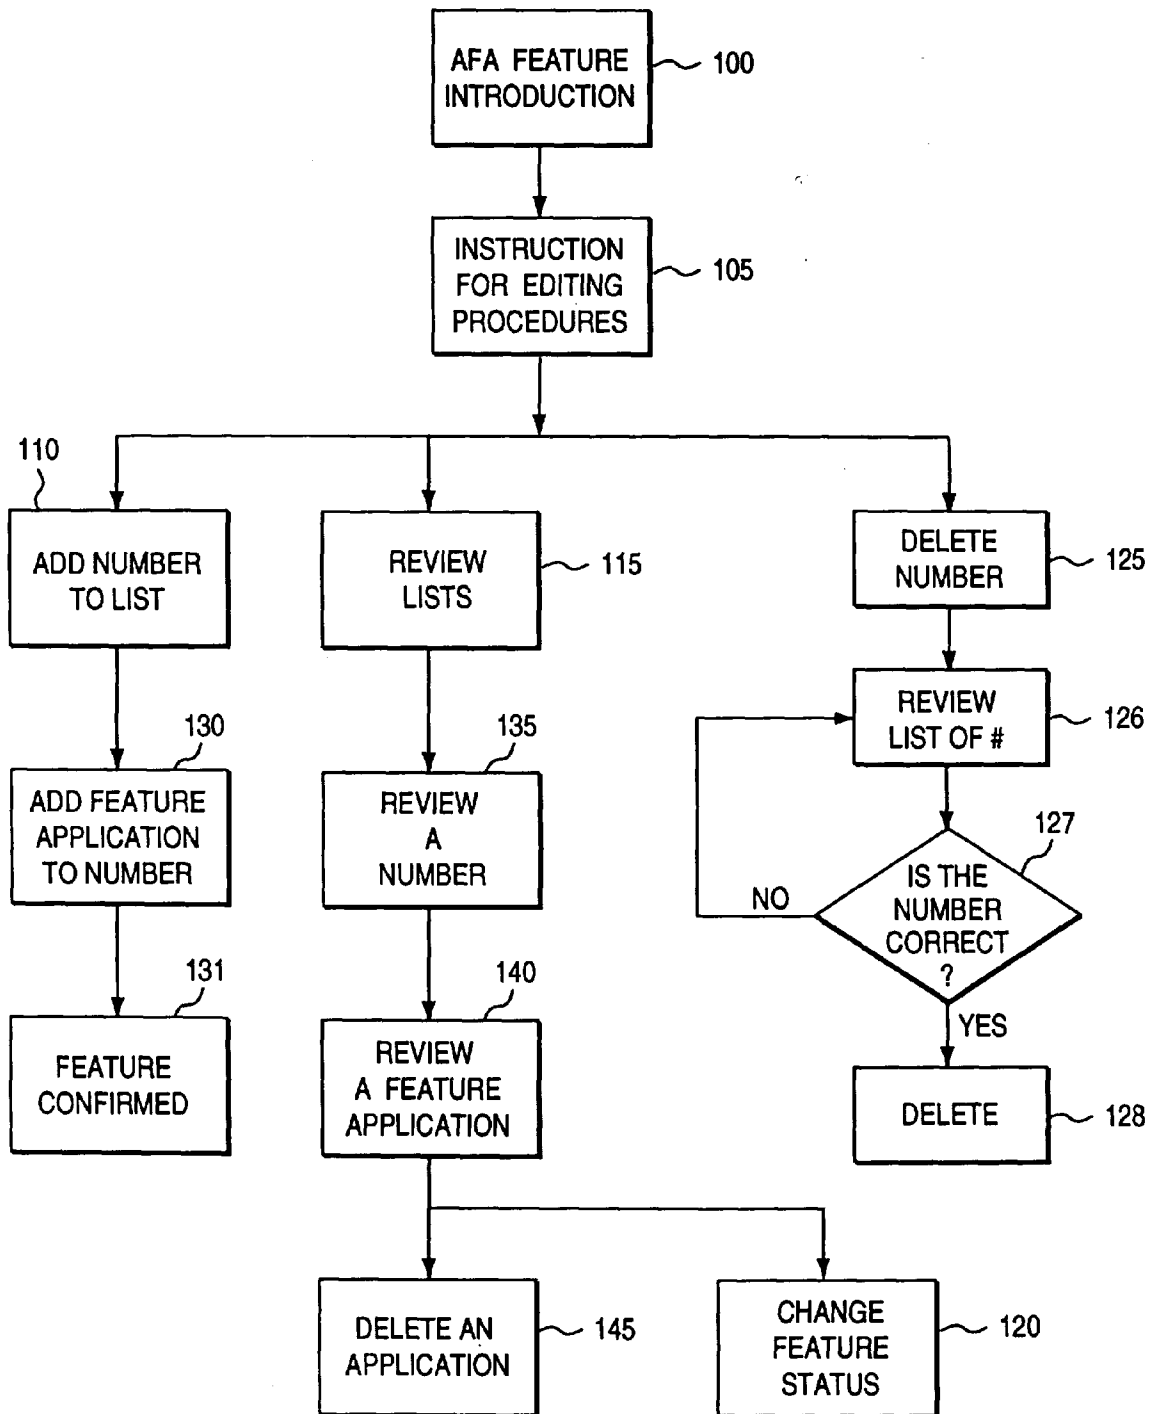 AFA FEATURE
INTRODUCTION
100
INSTRUCTION
FOR EDITING
PROCEDURES
105
110
ADD NUMBER
TO LIST
REVIEW
LISTS
115
DELETE
NUMBER
125
REVIEW
LIST OF #
126
130
ADD FEATURE
APPLICATION
TO NUMBER
135
REVIEW
A
NUMBER
127
IS THE
NUMBER
CORRECT
?
NO
YES
131
FEATURE
CONFIRMED
140
REVIEW
A FEATURE
APPLICATION
DELETE
128
DELETE AN
APPLICATION
145
CHANGE
FEATURE
STATUS
120